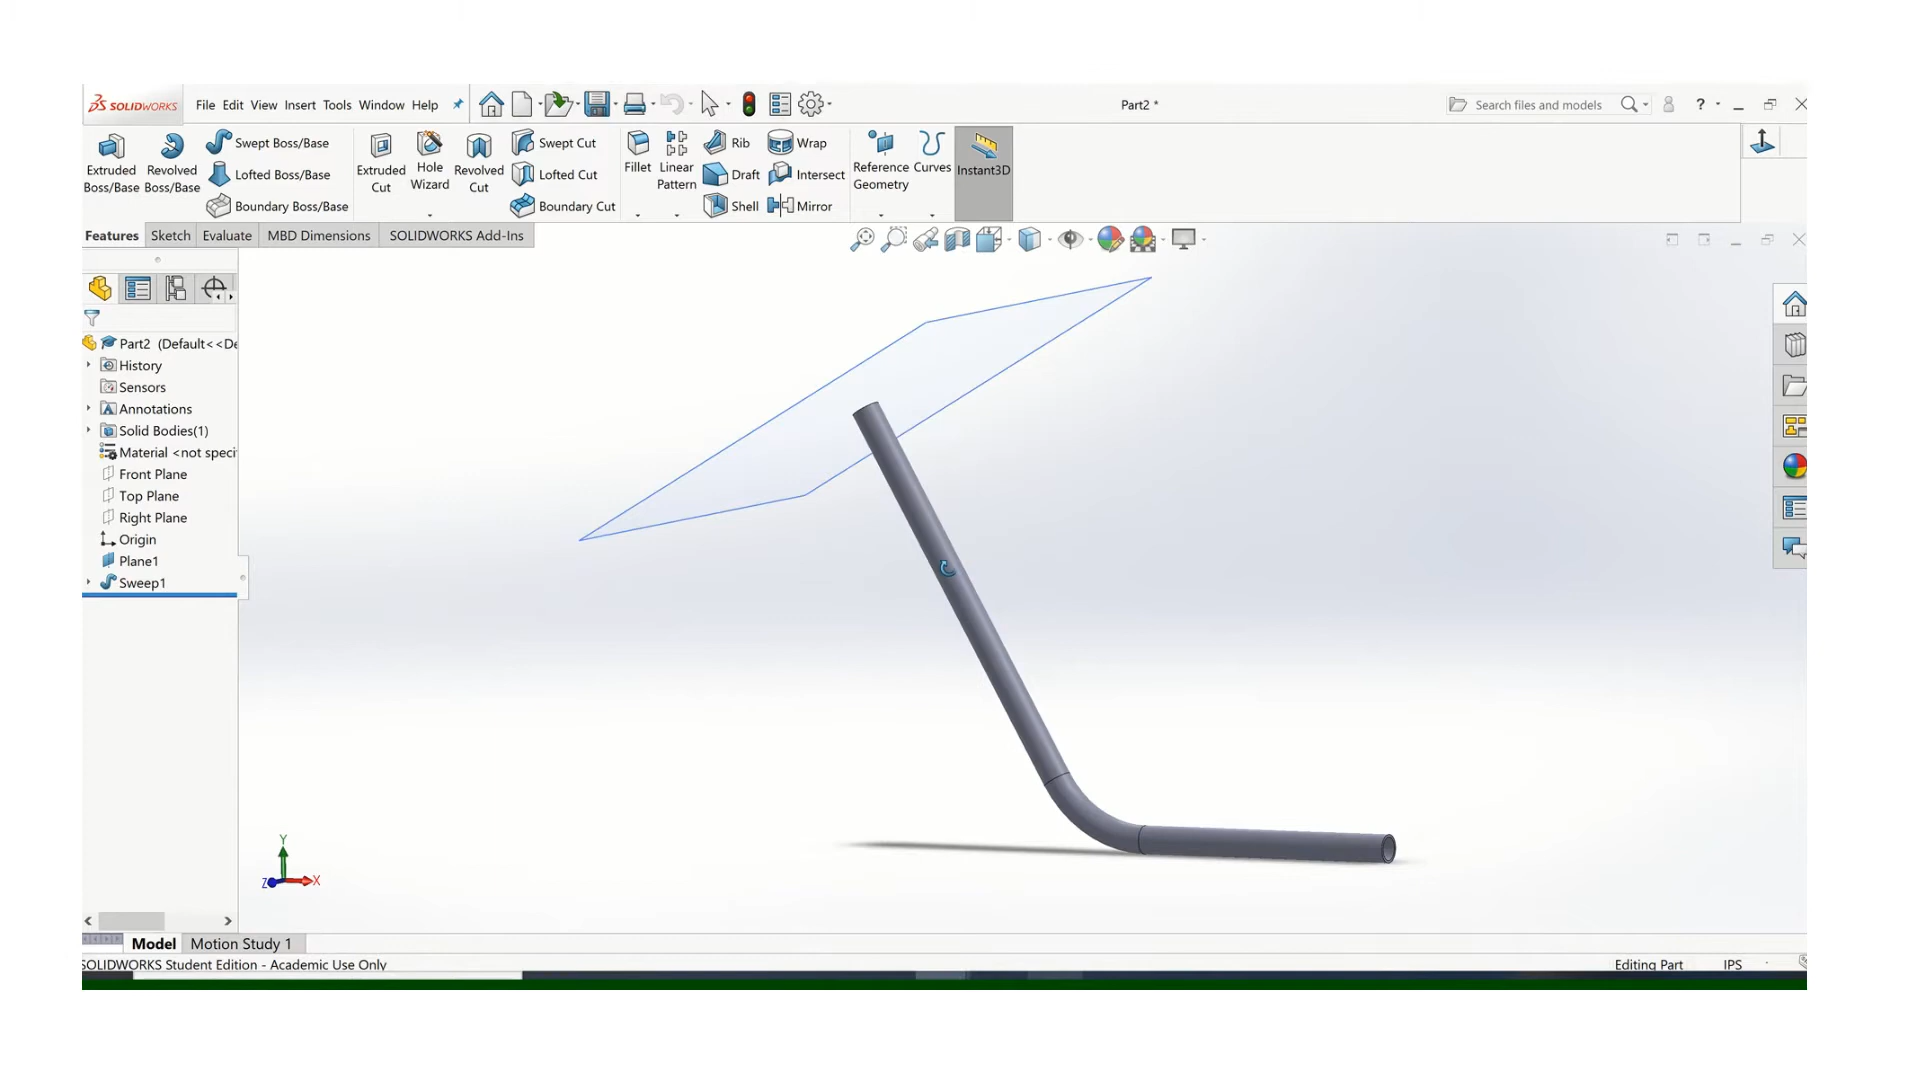 SOLIDWORKS File Edit View Insert Tools Window Help Part2 * Search files and models ?
Extruded Boss/Base
Revolved Boss/Base
Swept Boss/Base
Lofted Boss/Base
Boundary Boss/Base
Extruded Cut
Hole Wizard
Revolved Cut
Swept Cut
Lofted Cut
Boundary Cut
Fillet
Linear Pattern
Rib
Draft
Shell
Wrap
Intersect
Mirror
Reference Geometry
Curves
Instant3D
Features Sketch Evaluate MBD Dimensions SOLIDWORKS Add-Ins
Part2 (Default<<De
History
Sensors
Annotations
Solid Bodies(1)
Material <not speci
Front Plane
Top Plane
Right Plane
Origin
Plane1
Sweep1
Y
Z X
Model Motion Study 1
SOLIDWORKS Student Edition - Academic Use Only Editing Part IPS